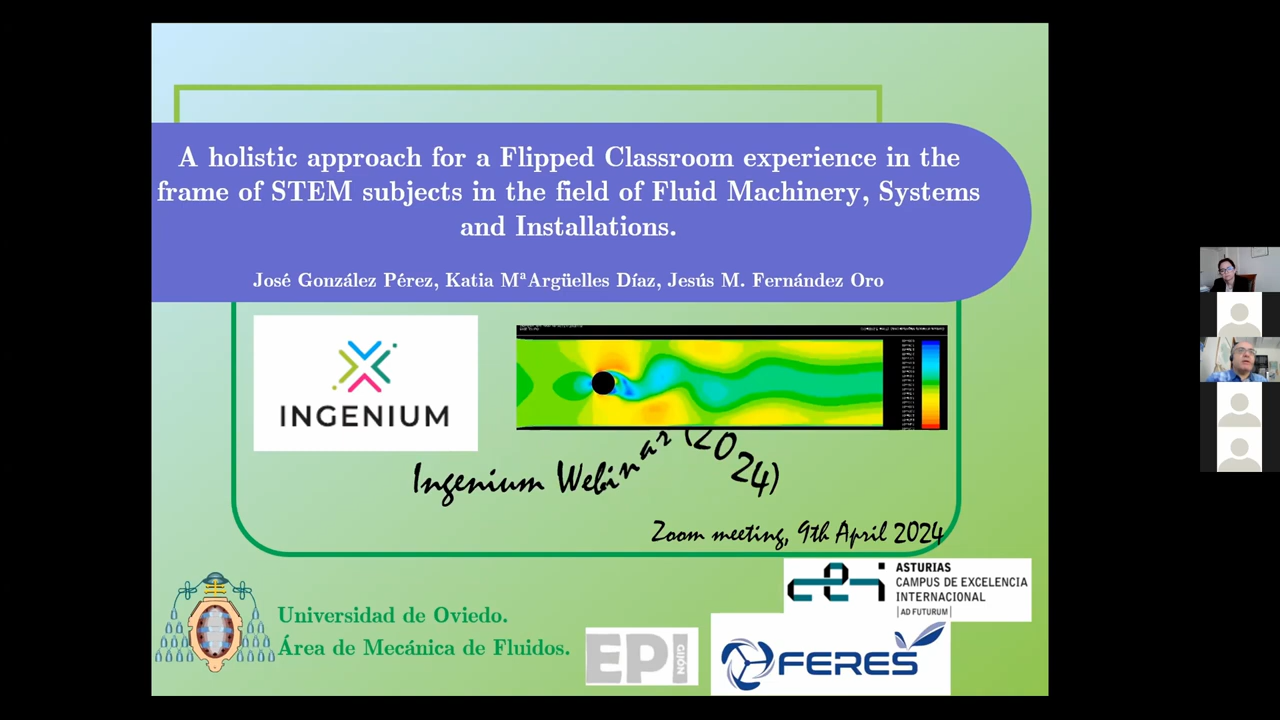 A holistic approach for a Flipped Classroom experience in the
frame of STEM subjects in the field of Fluid Machinery, Systems
and Installations.
José González Pérez, Katia MªArgüelles Díaz, Jesús M. Fernández Oro
INGENIUM
Ingenium Webinar (2024)
Zoom meeting, 9th April 2024
ASTURIAS
CAMPUS DE EXCELENCIA
INTERNACIONAL
|AD FUTURUM|
cei
Universidad de Oviedo.
Área de Mecánica de Fluidos.
EPI
GIJÓN
FERES